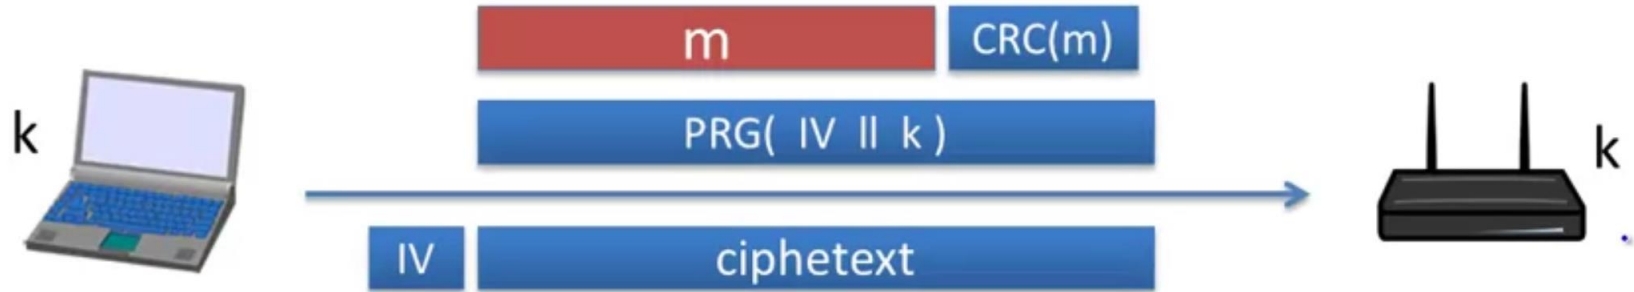 m CRC(m)
k
PRG( IV ll k )
k
IV ciphetext